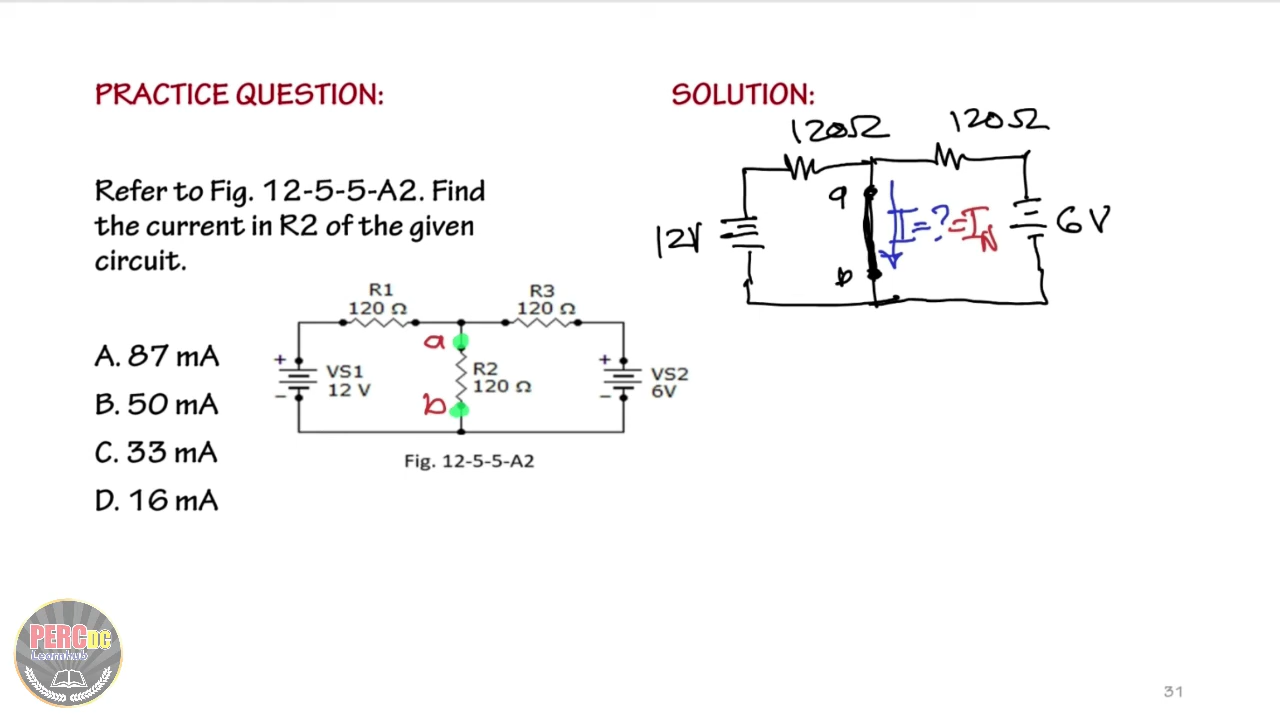 PRACTICE QUESTION:
Refer to Fig. 12-5-5-A2. Find
the current in R2 of the given
circuit.
A. 87 mA
B. 50 mA
C. 33 mA
D. 16 mA
R1
120 Ω
R3
120 Ω
a
+
VS1
12 V
-
R2
120 Ω
b
+
VS2
6V
-
Fig. 12-5-5-A2
SOLUTION:
120Ω
120Ω
a
12V
I=?=IN
6V
b
PERCDG
Learnhub
31